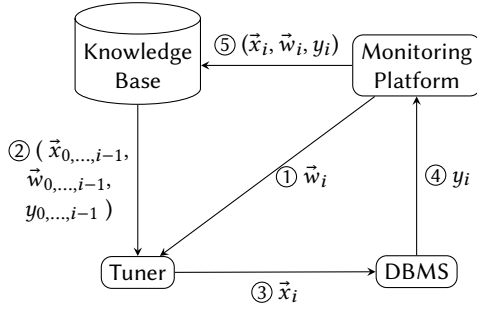 Knowledge
Base
⑤ (x⃗ᵢ, w⃗ᵢ, yᵢ)
Monitoring
Platform
② ( x⃗₀,...,ᵢ₋₁,
w⃗₀,...,ᵢ₋₁,
y₀,...,ᵢ₋₁ )
① w⃗ᵢ
④ yᵢ
Tuner
③ x⃗ᵢ
DBMS